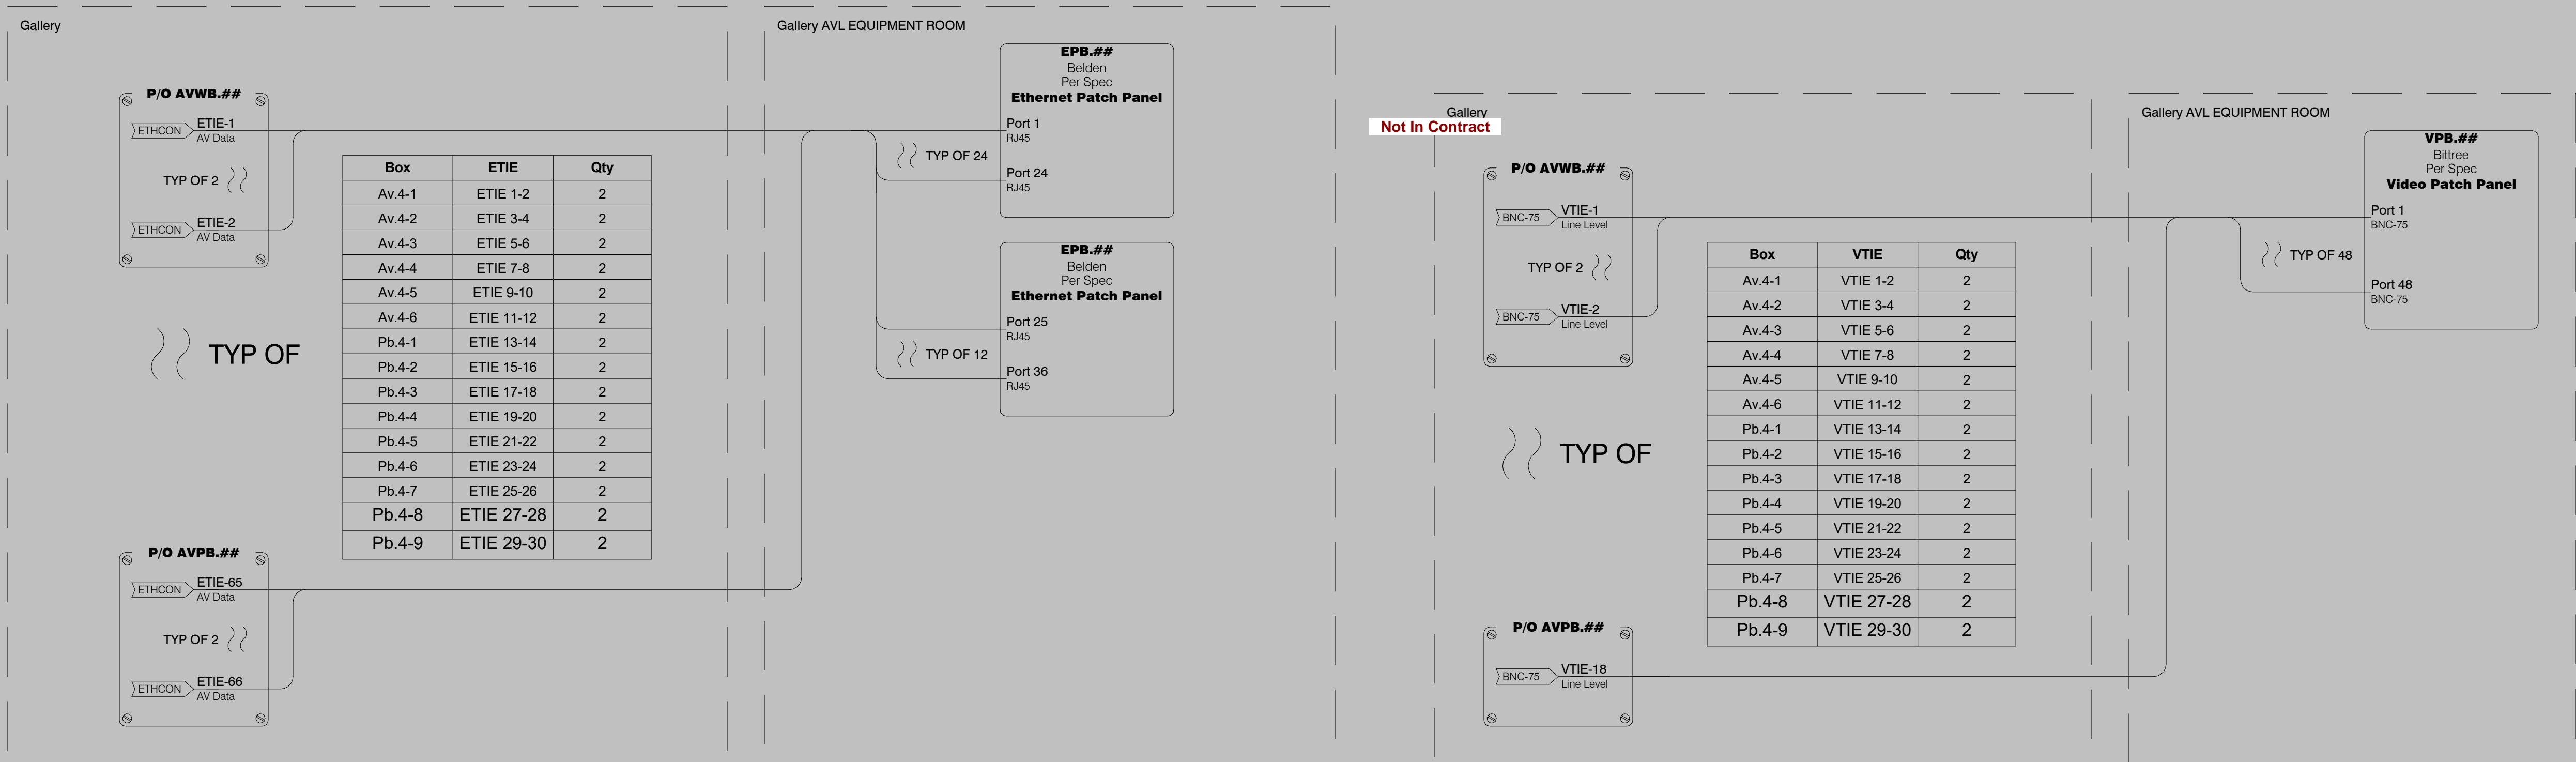 Gallery
Gallery AVL EQUIPMENT ROOM
P/O AVWB.##
ETHCON
ETIE-1
AV Data
TYP OF 2
ETHCON
ETIE-2
AV Data
TYP OF
Box ETIE Qty
Av.4-1 ETIE 1-2 2
Av.4-2 ETIE 3-4 2
Av.4-3 ETIE 5-6 2
Av.4-4 ETIE 7-8 2
Av.4-5 ETIE 9-10 2
Av.4-6 ETIE 11-12 2
Pb.4-1 ETIE 13-14 2
Pb.4-2 ETIE 15-16 2
Pb.4-3 ETIE 17-18 2
Pb.4-4 ETIE 19-20 2
Pb.4-5 ETIE 21-22 2
Pb.4-6 ETIE 23-24 2
Pb.4-7 ETIE 25-26 2
Pb.4-8 ETIE 27-28 2
Pb.4-9 ETIE 29-30 2
P/O AVPB.##
ETHCON
ETIE-65
AV Data
TYP OF 2
ETHCON
ETIE-66
AV Data
EPB.##
Belden
Per Spec
Ethernet Patch Panel
Port 1
RJ45
TYP OF 24
Port 24
RJ45
EPB.##
Belden
Per Spec
Ethernet Patch Panel
Port 25
RJ45
TYP OF 12
Port 36
RJ45
Gallery
Not In Contract
Gallery AVL EQUIPMENT ROOM
P/O AVWB.##
BNC-75
VTIE-1
Line Level
TYP OF 2
BNC-75
VTIE-2
Line Level
TYP OF
Box VTIE Qty
Av.4-1 VTIE 1-2 2
Av.4-2 VTIE 3-4 2
Av.4-3 VTIE 5-6 2
Av.4-4 VTIE 7-8 2
Av.4-5 VTIE 9-10 2
Av.4-6 VTIE 11-12 2
Pb.4-1 VTIE 13-14 2
Pb.4-2 VTIE 15-16 2
Pb.4-3 VTIE 17-18 2
Pb.4-4 VTIE 19-20 2
Pb.4-5 VTIE 21-22 2
Pb.4-6 VTIE 23-24 2
Pb.4-7 VTIE 25-26 2
Pb.4-8 VTIE 27-28 2
Pb.4-9 VTIE 29-30 2
P/O AVPB.##
BNC-75
VTIE-18
Line Level
VPB.##
Bittree
Per Spec
Video Patch Panel
Port 1
BNC-75
TYP OF 48
Port 48
BNC-75